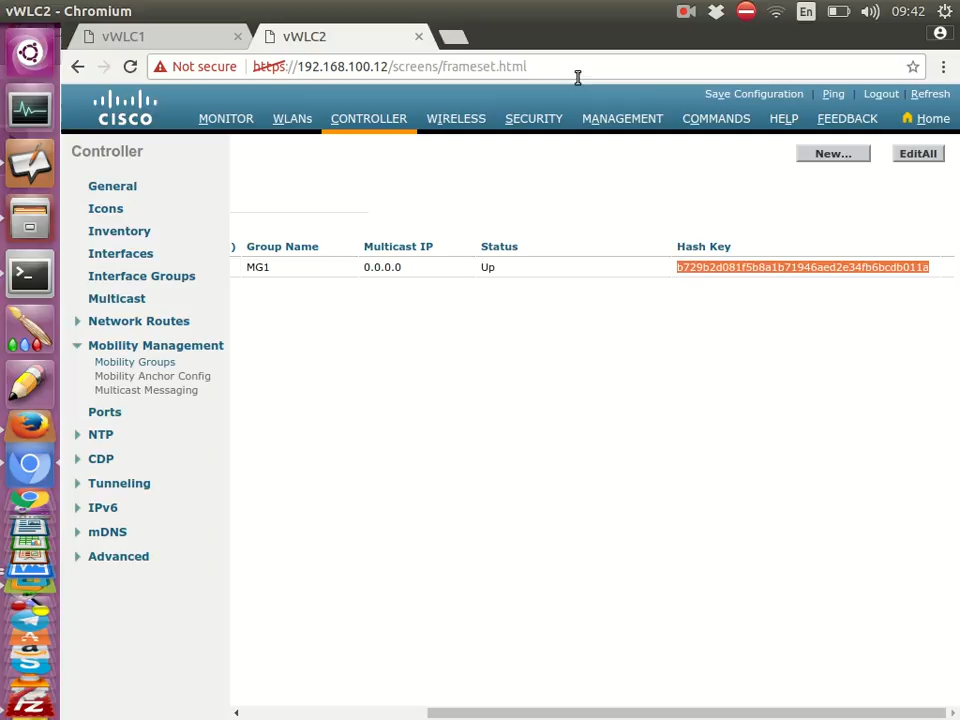 vWLC2 - Chromium
En
09:42
vWLC1
×
vWLC2
×
Not secure
https://192.168.100.12/screens/frameset.html
Save Configuration | Ping | Logout | Refresh
CISCO
MONITOR WLANs CONTROLLER WIRELESS SECURITY MANAGEMENT COMMANDS HELP FEEDBACK Home
Controller
New...
EditAll
General
Icons
Inventory
Interfaces
Interface Groups
Multicast
Network Routes
Mobility Management
Mobility Groups
Mobility Anchor Config
Multicast Messaging
Ports
NTP
CDP
Tunneling
IPv6
mDNS
Advanced
) Group Name Multicast IP Status Hash Key
MG1 0.0.0.0 Up b729b2d081f5b8a1b71946aed2e34fb6bcdb011a